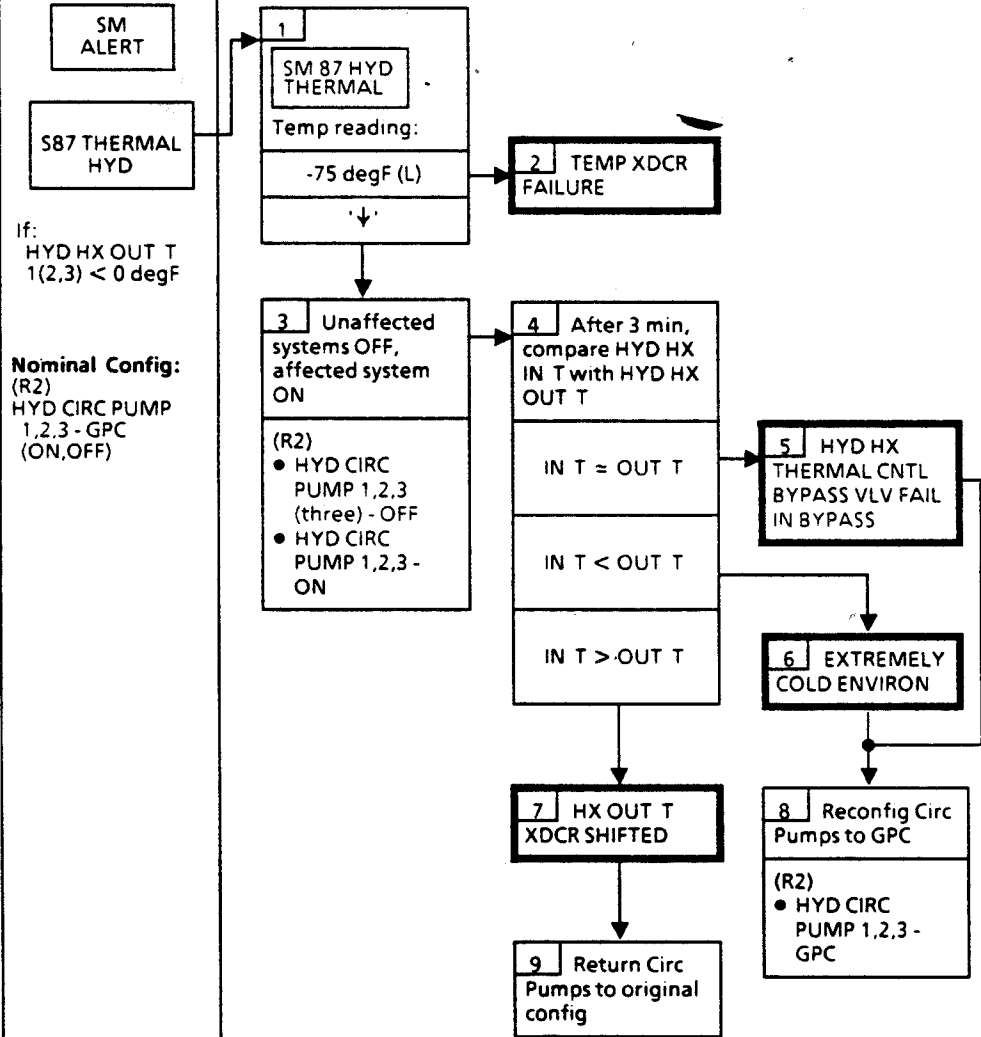 SM
ALERT
S87 THERMAL
HYD
If:
HYD HX OUT T
1(2,3) < 0 degF
Nominal Config:
(R2)
HYD CIRC PUMP
1,2,3 - GPC
(ON,OFF)
1
SM 87 HYD
THERMAL
Temp reading:
-75 degF (L)
'↓'
2 TEMP XDCR
FAILURE
3 Unaffected
systems OFF,
affected system
ON
(R2)
● HYD CIRC
PUMP 1,2,3
(three) - OFF
● HYD CIRC
PUMP 1,2,3 -
ON
4 After 3 min,
compare HYD HX
IN T with HYD HX
OUT T
IN T ≃ OUT T
IN T < OUT T
IN T > OUT T
5 HYD HX
THERMAL CNTL
BYPASS VLV FAIL
IN BYPASS
6 EXTREMELY
COLD ENVIRON
7 HX OUT T
XDCR SHIFTED
8 Reconfig Circ
Pumps to GPC
(R2)
● HYD CIRC
PUMP 1,2,3 -
GPC
9 Return Circ
Pumps to original
config